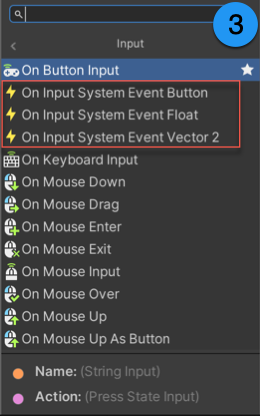 3
Input
On Button Input
On Input System Event Button
On Input System Event Float
On Input System Event Vector 2
On Keyboard Input
On Mouse Down
On Mouse Drag
On Mouse Enter
On Mouse Exit
On Mouse Input
On Mouse Over
On Mouse Up
On Mouse Up As Button
Name: (String Input)
Action: (Press State Input)